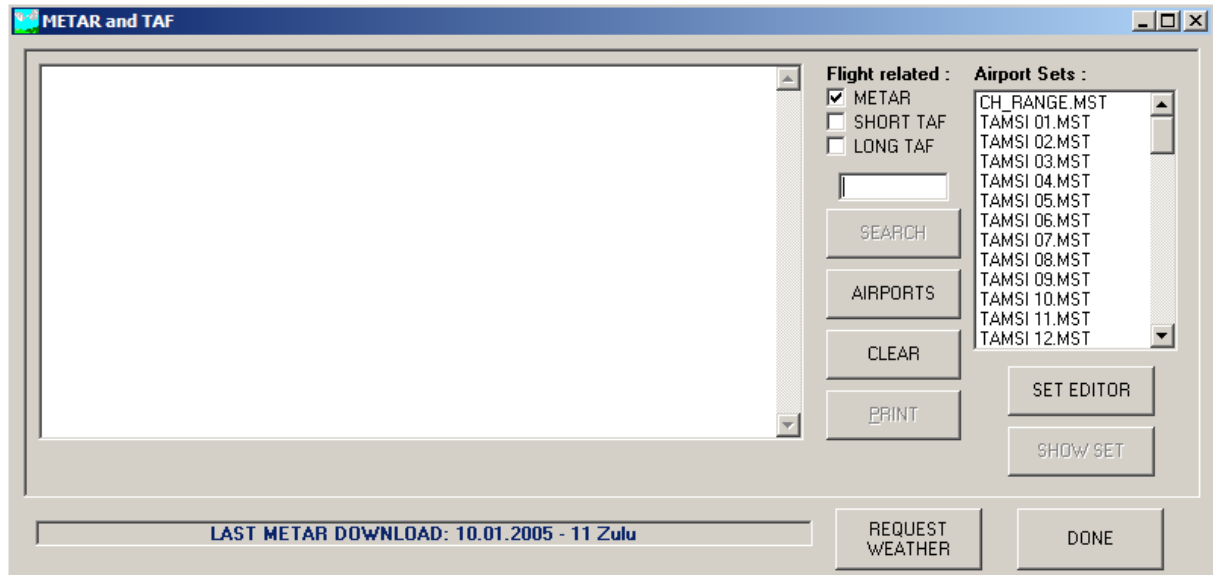 METAR and TAF
Flight related :
METAR
SHORT TAF
LONG TAF
SEARCH
AIRPORTS
CLEAR
PRINT
Airport Sets :
CH_RANGE.MST
TAMSI 01.MST
TAMSI 02.MST
TAMSI 03.MST
TAMSI 04.MST
TAMSI 05.MST
TAMSI 06.MST
TAMSI 07.MST
TAMSI 08.MST
TAMSI 09.MST
TAMSI 10.MST
TAMSI 11.MST
TAMSI 12.MST
SET EDITOR
SHOW SET
LAST METAR DOWNLOAD: 10.01.2005 - 11 Zulu
REQUEST
WEATHER
DONE